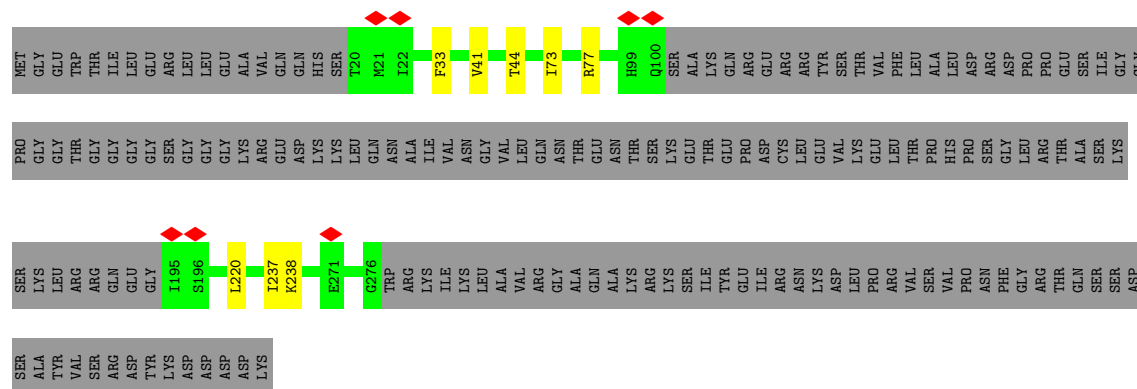 MET GLY GLU TRP THR ILE LEU GLU ARG LEU LEU GLU ALA VAL GLN GLN HIS SER T20 M21 I22 F33 V41 T44 I73 R77 H99 Q100 SER ALA LYS GLN ARG GLU ARG ARG TYR SER THR VAL PHE LEU ALA LEU ASP ARG ASP PRO PRO GLU SER ILE GLY
PRO GLY GLY THR GLY GLY GLY GLY SER GLY GLY GLY LYS ARG GLU ASP LYS LYS LEU GLN ASN ALA ILE VAL ASN GLY VAL LEU GLN ASN THR GLU ASN THR SER LYS GLU THR GLU PRO ASP CYS LEU GLU VAL LYS GLU LEU THR PRO HIS PRO SER GLY LEU ARG THR ALA SER LYS
SER LYS LEU ARG ARG GLN GLU GLY I195 S196 L220 I237 K238 E271 G276 TRP ARG LYS ILE LYS LEU ALA VAL ARG GLY ALA GLN ALA LYS ARG LYS SER ILE TYR GLU ILE ARG ASN LYS ASP LEU PRO ARG VAL SER VAL PRO ASN PHE GLY ARG THR GLN SER SER ASP
SER ALA TYR VAL SER ARG ASP TYR LYS ASP ASP ASP ASP LYS